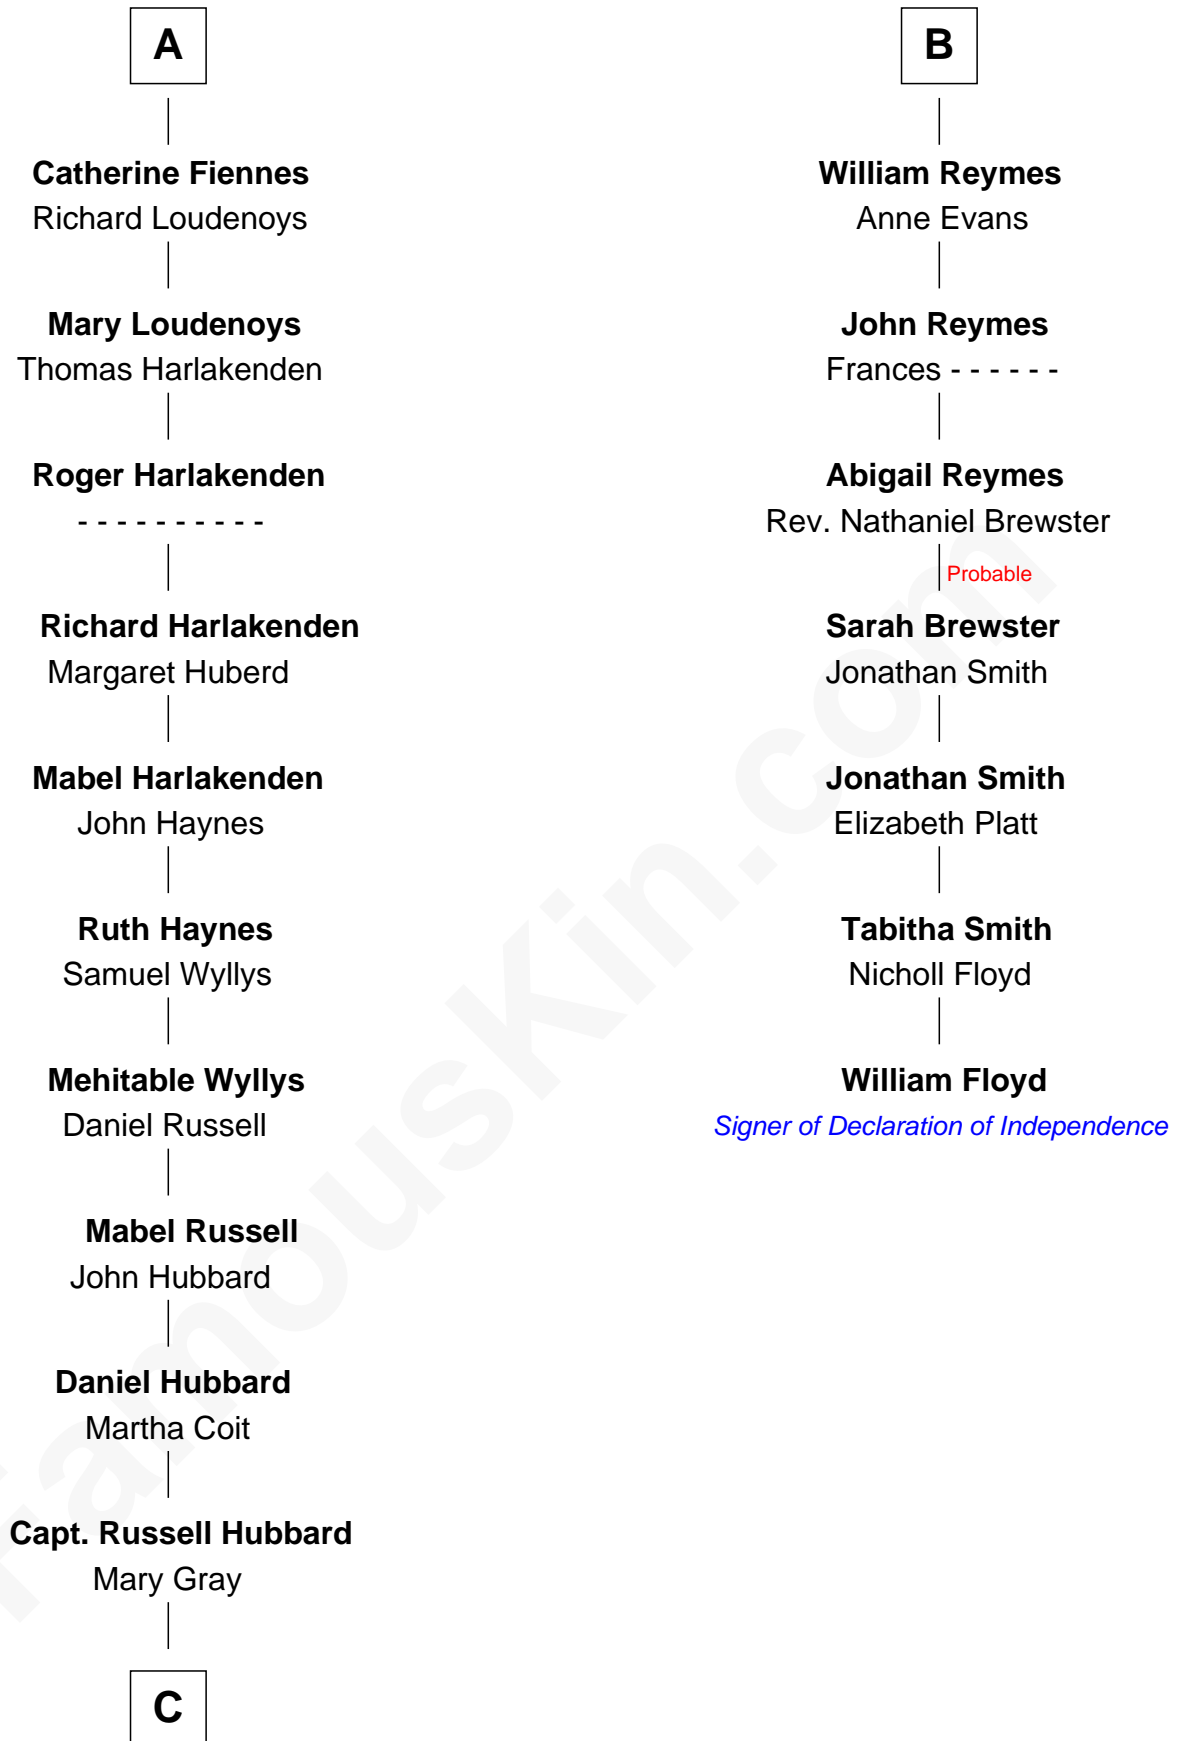 A
Catherine Fiennes
Richard Loudenoys
Mary Loudenoys
Thomas Harlakenden
Roger Harlakenden
- - - - - - - - - -
Richard Harlakenden
Margaret Huberd
Mabel Harlakenden
John Haynes
Ruth Haynes
Samuel Wyllys
Mehitable Wyllys
Daniel Russell
Mabel Russell
John Hubbard
Daniel Hubbard
Martha Coit
Capt. Russell Hubbard
Mary Gray
C
B
William Reymes
Anne Evans
John Reymes
Frances - - - - - -
Abigail Reymes
Rev. Nathaniel Brewster
Probable
Sarah Brewster
Jonathan Smith
Jonathan Smith
Elizabeth Platt
Tabitha Smith
Nicholl Floyd
William Floyd
Signer of Declaration of Independence
FamousKin.com